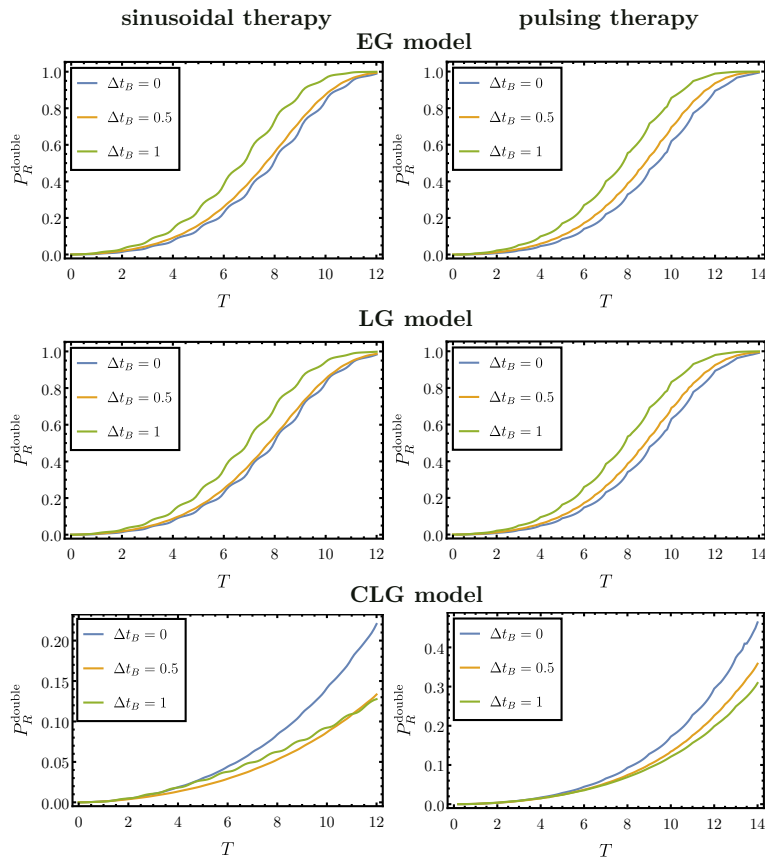 sinusoidal therapy pulsing therapy
EG model
1.0 0.8 0.6 0.4 0.2 0.0
P_R^double
Δt_B = 0
Δt_B = 0.5
Δt_B = 1
0 2 4 6 8 10 12
T
1.0 0.8 0.6 0.4 0.2 0.0
P_R^double
Δt_B = 0
Δt_B = 0.5
Δt_B = 1
0 2 4 6 8 10 12 14
T
LG model
1.0 0.8 0.6 0.4 0.2 0.0
P_R^double
Δt_B = 0
Δt_B = 0.5
Δt_B = 1
0 2 4 6 8 10 12
T
1.0 0.8 0.6 0.4 0.2 0.0
P_R^double
Δt_B = 0
Δt_B = 0.5
Δt_B = 1
0 2 4 6 8 10 12 14
T
CLG model
0.20 0.15 0.10 0.05 0.00
P_R^double
Δt_B = 0
Δt_B = 0.5
Δt_B = 1
0 2 4 6 8 10 12
T
0.4 0.3 0.2 0.1 0.0
P_R^double
Δt_B = 0
Δt_B = 0.5
Δt_B = 1
0 2 4 6 8 10 12 14
T